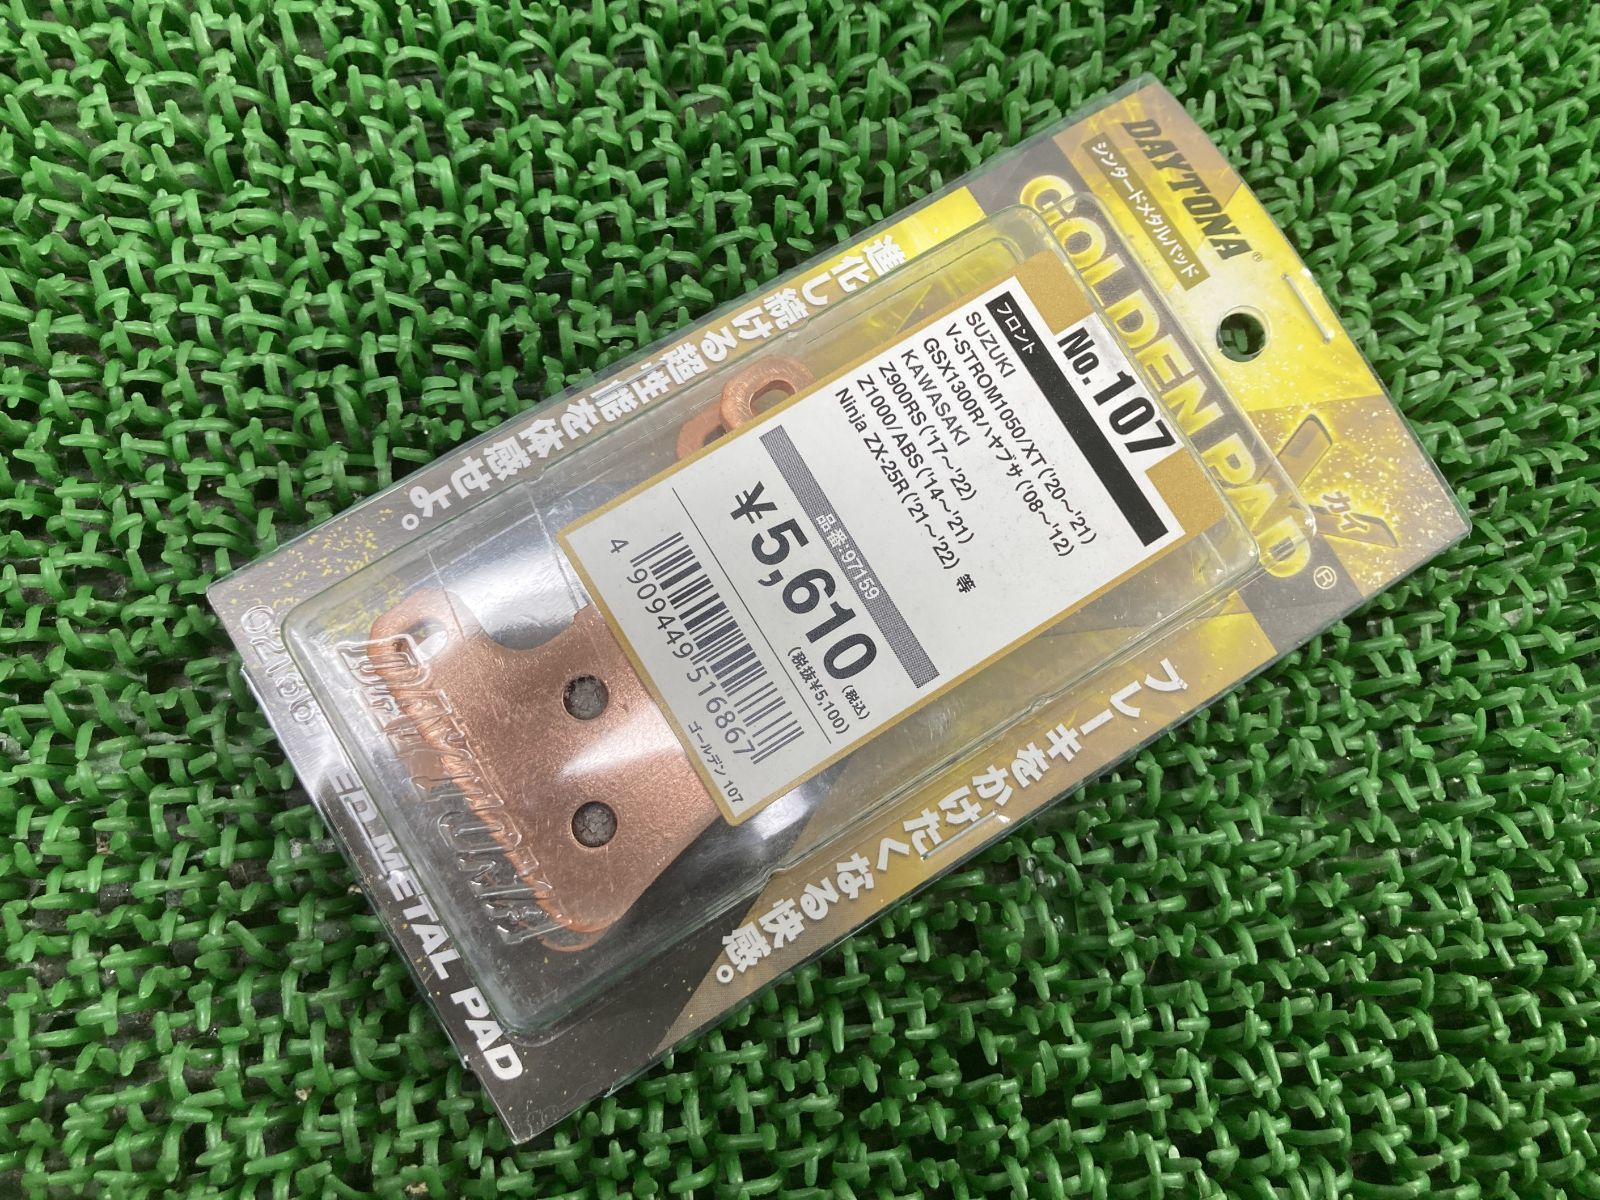 DAYTONA®
シンタードメタルパッド
GOLDEN PAD®
カイ
No.107
フロント
SUZUKI
V-STROM1050/XT('20～'21)
GSX1300Rハヤブサ('08～'12)
KAWASAKI
Z900RS('17～'22)
Z1000/ABS('14～'21)
Ninja ZX-25R('21～'22) 等
品番:97159
¥5,610(税込)
(税抜¥5,100)
4 909449 516867
ゴールデン 107
進化し続ける超性能を体感せよ。
ブレーキをかけたくなる快感。
DAYTONA
METAL PAD